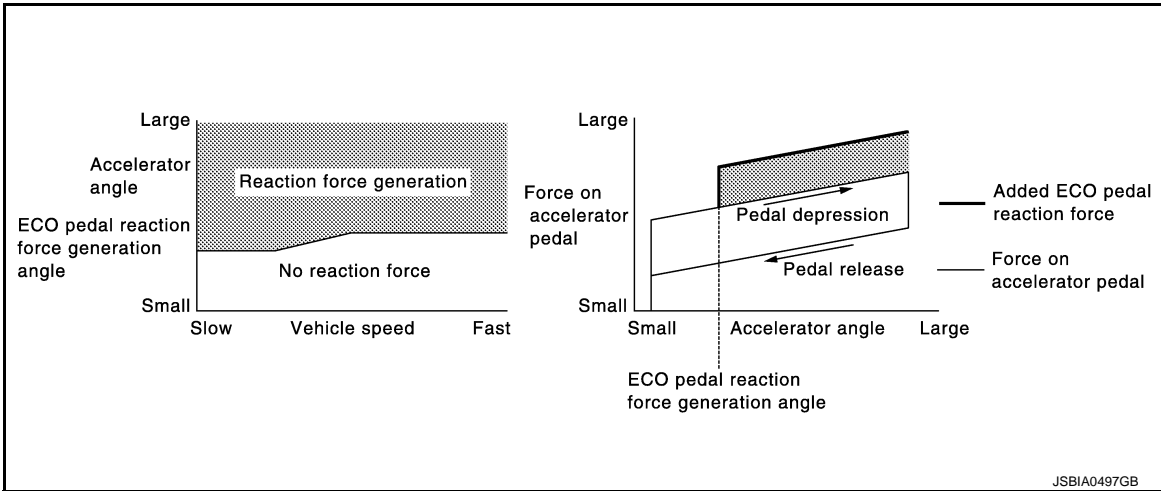 Large
Accelerator
angle
Reaction force generation
ECO pedal reaction
force generation
angle
No reaction force
Small
Slow
Vehicle speed
Fast
Large
Force on
accelerator
pedal
Pedal depression
Pedal release
Small
Small
Accelerator angle
Large
ECO pedal reaction
force generation angle
Added ECO pedal
reaction force
Force on
accelerator pedal
JSBIA0497GB